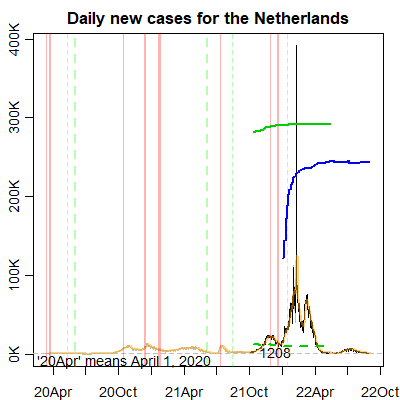 Daily new cases for the Netherlands
400K
300K
200K
100K
0K
'20Apr' means April 1, 2020
1208
20Apr 20Oct 21Apr 21Oct 22Apr 22Oct